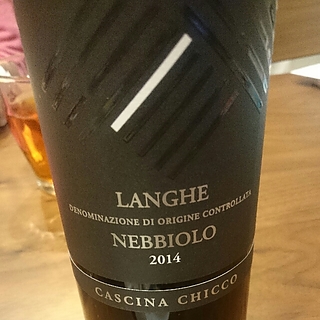 LANGHE
DENOMINAZIONE DI ORIGINE CONTROLLATA
NEBBIOLO
2014
CASCINA CHICCO